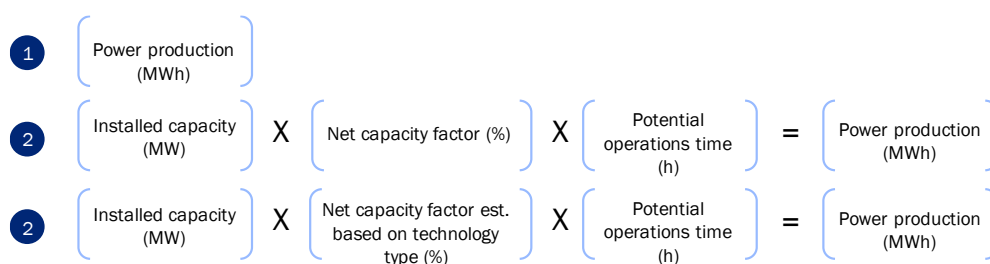 1
Power production
(MWh)
2
Installed capacity
(MW)
X
Net capacity factor (%)
X
Potential
operations time
(h)
=
Power production
(MWh)
2
Installed capacity
(MW)
X
Net capacity factor est.
based on technology
type (%)
X
Potential
operations time
(h)
=
Power production
(MWh)